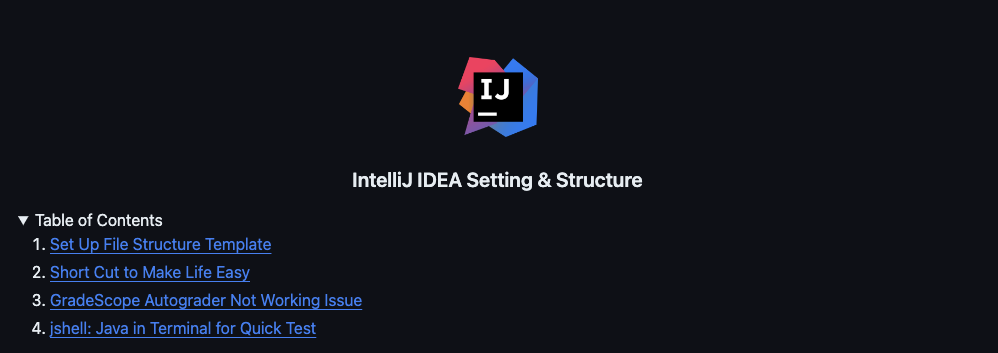 IJ
IntelliJ IDEA Setting & Structure
Table of Contents
1. Set Up File Structure Template
2. Short Cut to Make Life Easy
3. GradeScope Autograder Not Working Issue
4. jshell: Java in Terminal for Quick Test